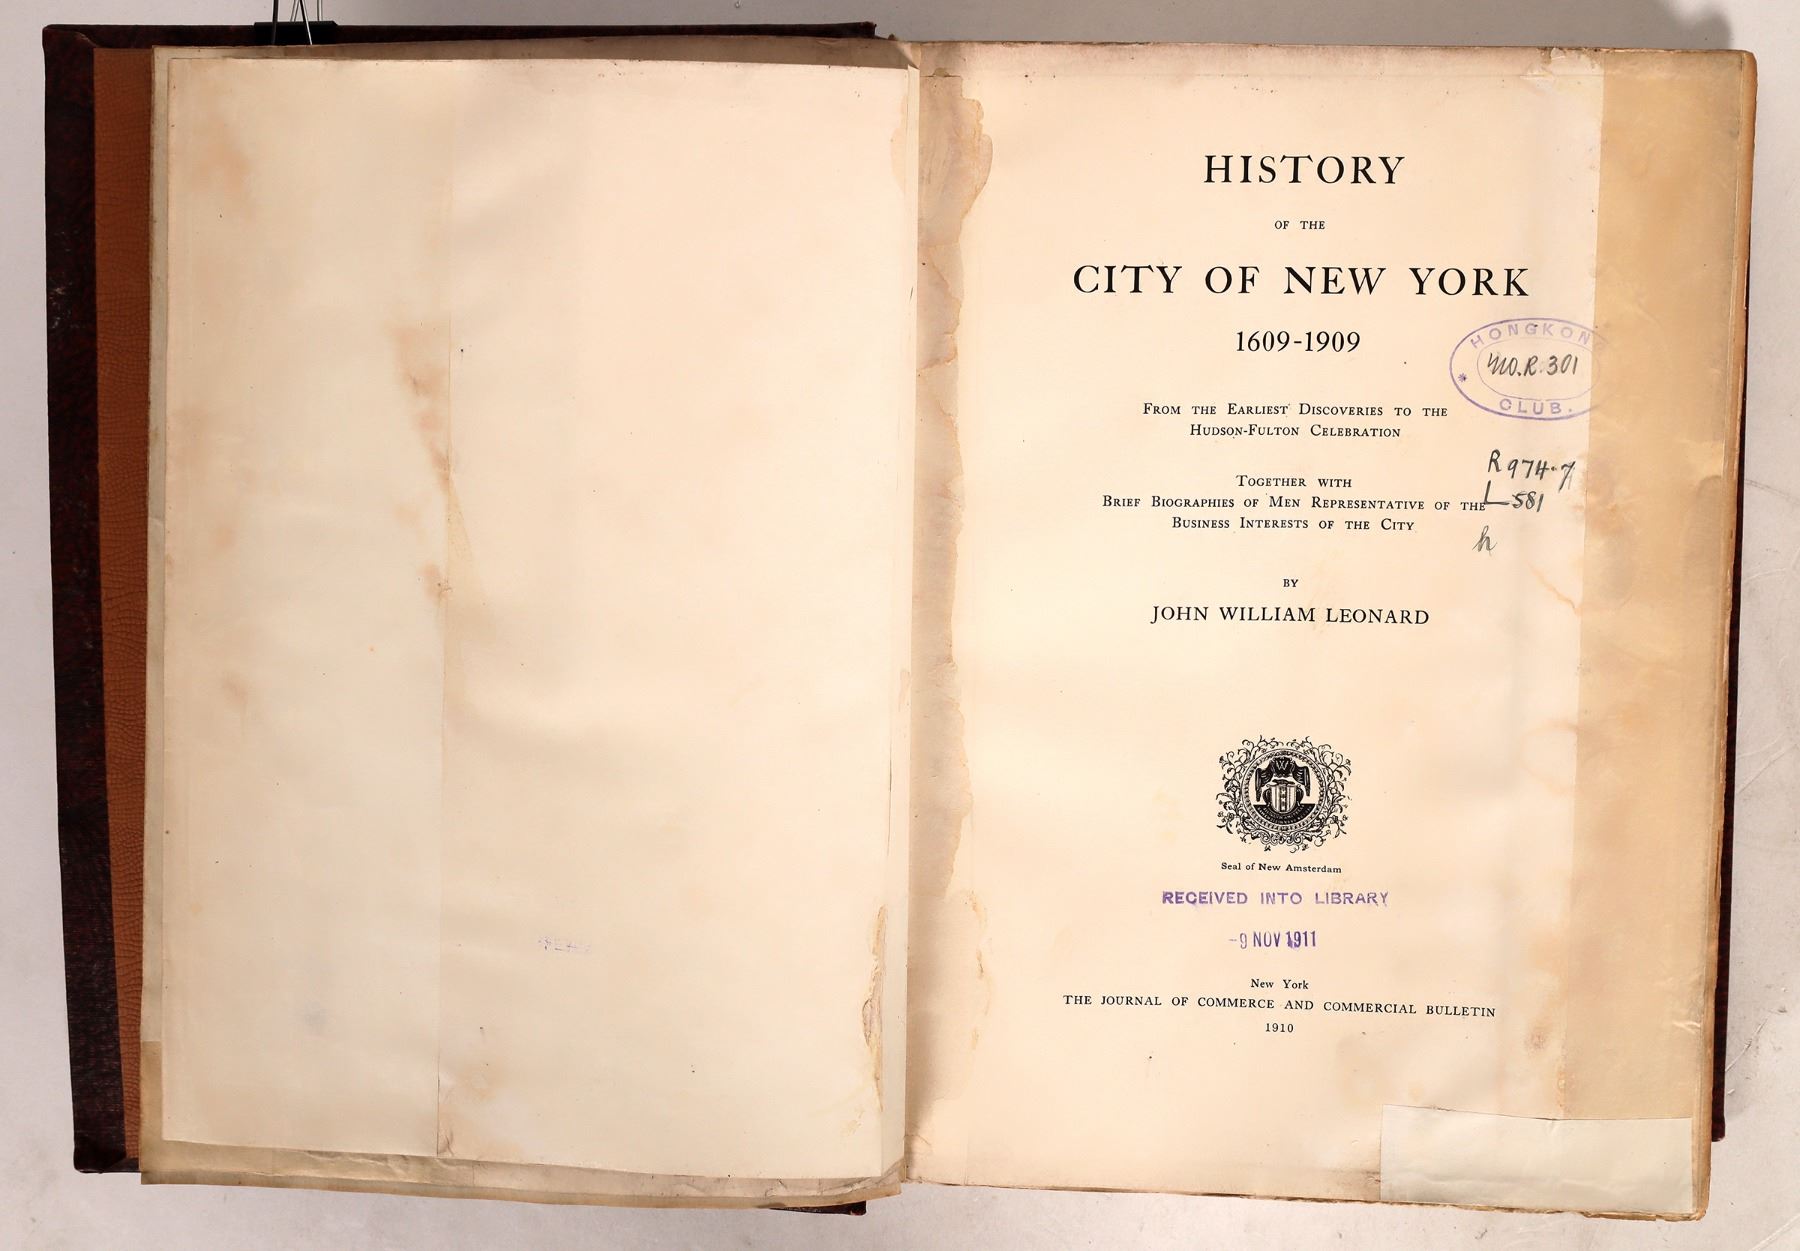 HISTORY
OF THE
CITY OF NEW YORK
1609-1909
HONGKONG
NO. R. 301
* CLUB.
FROM THE EARLIEST DISCOVERIES TO THE
HUDSON-FULTON CELEBRATION
R 974.7
L 581
h
TOGETHER WITH
BRIEF BIOGRAPHIES OF MEN REPRESENTATIVE OF THE
BUSINESS INTERESTS OF THE CITY
BY
JOHN WILLIAM LEONARD
Seal of New Amsterdam
RECEIVED INTO LIBRARY
-9 NOV 1911
New York
THE JOURNAL OF COMMERCE AND COMMERCIAL BULLETIN
1910